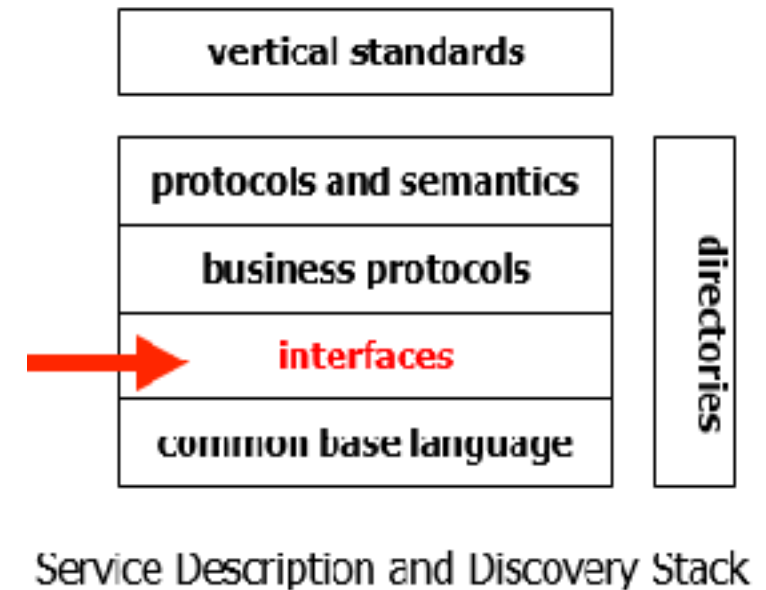 vertical standards
protocols and semantics
business protocols
interfaces
common base language
directories
Service Description and Discovery Stack